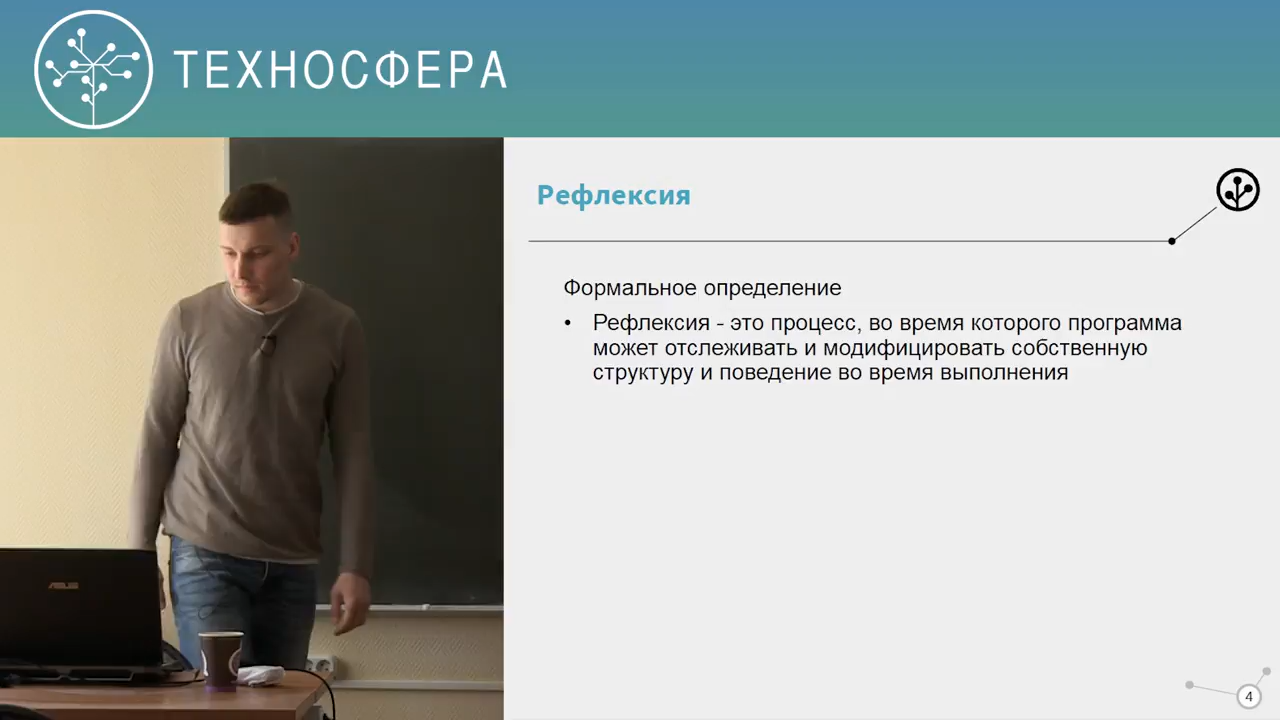 ТЕХНОСФЕРА
Рефлексия
Формальное определение
• Рефлексия - это процесс, во время которого программа
может отслеживать и модифицировать собственную
структуру и поведение во время выполнения
ASUS
4